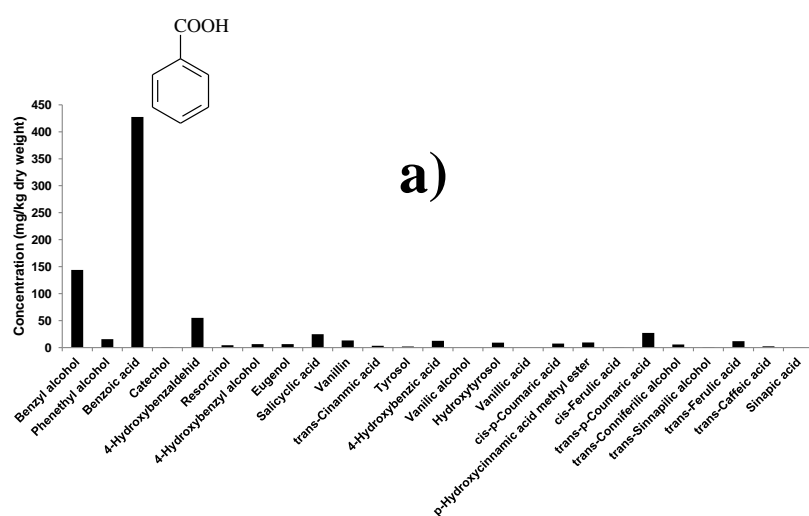 COOH
a)
Concentration (mg/kg dry weight)
450
400
350
300
250
200
150
100
50
0
Benzyl alcohol
Phenethyl alcohol
Benzoic acid
Catechol
4-Hydroxybenzaldehid
Resorcinol
4-Hydroxybenzyl alcohol
Eugenol
Salicyclic acid
Vanillin
trans-Cinanmic acid
Tyrosol
4-Hydroxybenzic acid
Vanilic alcohol
Hydroxytyrosol
Vanillic acid
cis-p-Coumaric acid
p-Hydroxycinnamic acid methyl ester
cis-Ferulic acid
trans-p-Coumaric acid
trans-Conniferilic alcohol
trans-Sinnapilic alcohol
trans-Ferulic acid
trans-Caffeic acid
Sinapic acid